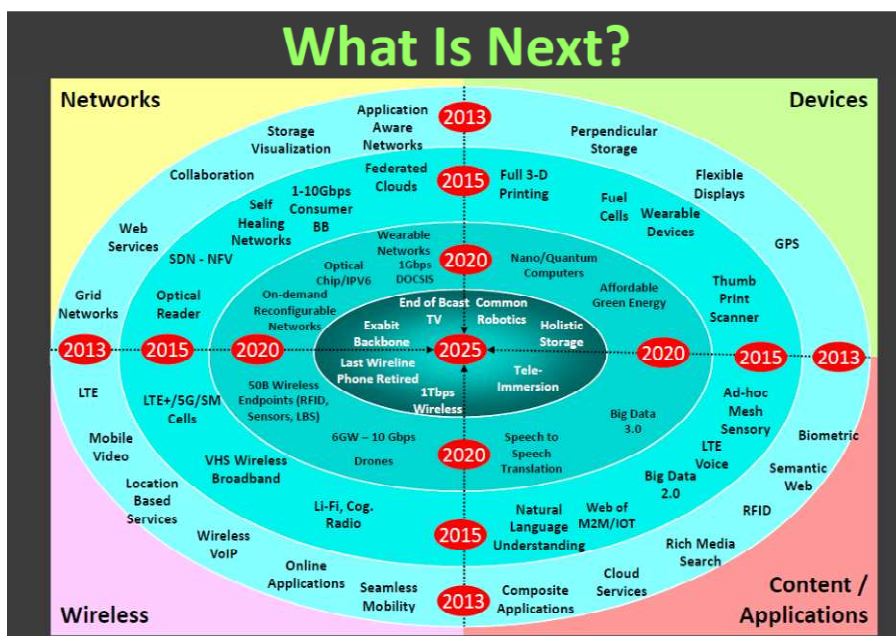 What Is Next?
Networks
Devices
2013
Application
Aware
Networks
Storage
Visualization
Collaboration
Web
Services
Grid
Networks
Perpendicular
Storage
Flexible
Displays
GPS
2015
Federated
Clouds
1-10Gbps
Consumer
BB
Self
Healing
Networks
SDN - NFV
Optical
Reader
Full 3-D
Printing
Fuel
Cells
Wearable
Devices
Thumb
Print
Scanner
2020
Wearable
Networks
1Gbps
DOCSIS
Optical
Chip/IPV6
On-demand
Reconfigurable
Networks
Nano/Quantum
Computers
Affordable
Green Energy
End of Bcast
TV
Common
Robotics
Exabit
Backbone
Holistic
Storage
2013
2015
2020
2025
2020
2015
2013
Last Wireline
Phone Retired
1Tbps
Wireless
Tele-
Immersion
50B Wireless
Endpoints (RFID,
Sensors, LBS)
6GW – 10 Gbps
Drones
2020
Speech to
Speech
Translation
Big Data
3.0
LTE+/5G/SM
Cells
VHS Wireless
Broadband
Li-Fi, Cog.
Radio
2015
Natural
Language
Understanding
Web of
M2M/IOT
Big Data
2.0
LTE
Voice
Ad-hoc
Mesh
Sensory
LTE
Mobile
Video
Location
Based
Services
Wireless
VoIP
Online
Applications
Seamless
Mobility
2013
Composite
Applications
Cloud
Services
Rich Media
Search
RFID
Semantic
Web
Biometric
Wireless
Content /
Applications